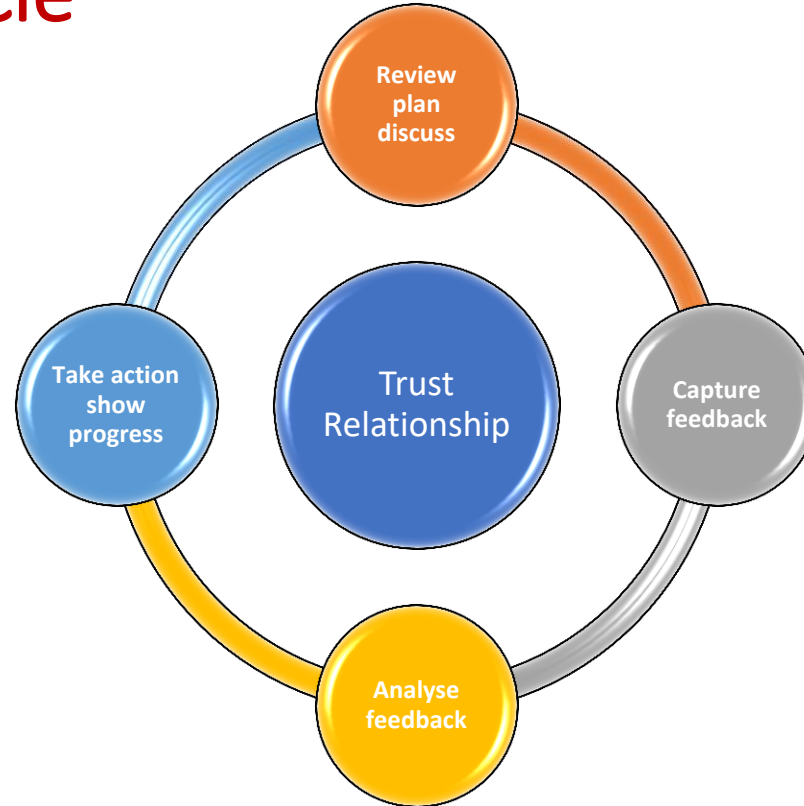 Review
plan
discuss
Take action
show
progress
Trust
Relationship
Capture
feedback
Analyse
feedback